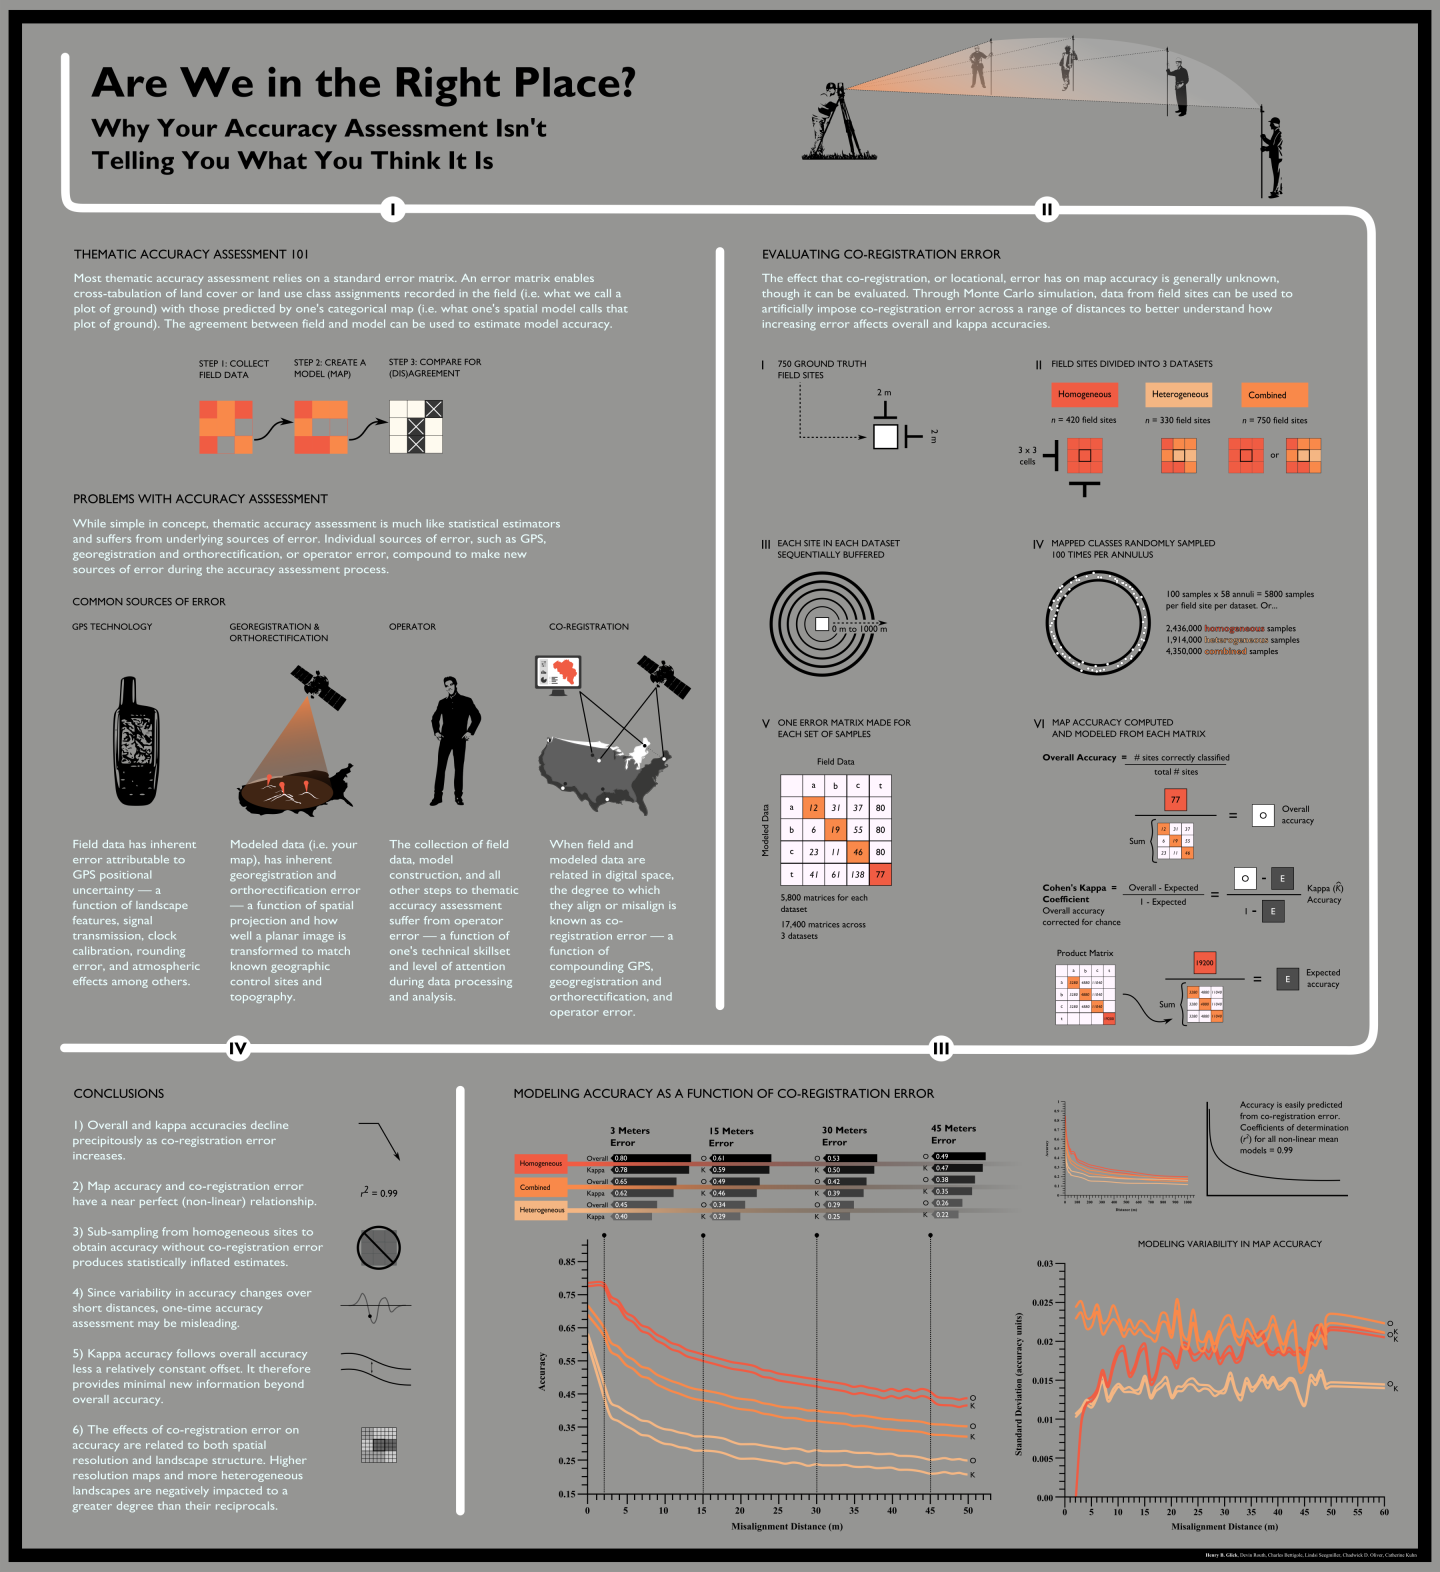 Are We in the Right Place?
Why Your Accuracy Assessment Isn't
Telling You What You Think It Is
I
II
THEMATIC ACCURACY ASSESSMENT 101
Most thematic accuracy assessment relies on a standard error matrix. An error matrix enables
cross-tabulation of land cover or land use class assignments recorded in the field (i.e. what we call a
plot of ground) with those predicted by one's categorical map (i.e. what one's spatial model calls that
plot of ground). The agreement between field and model can be used to estimate model accuracy.
STEP 1: COLLECT
FIELD DATA
STEP 2: CREATE A
MODEL (MAP)
STEP 3: COMPARE FOR
(DIS)AGREEMENT
PROBLEMS WITH ACCURACY ASSSESSMENT
While simple in concept, thematic accuracy assessment is much like statistical estimators
and suffers from underlying sources of error. Individual sources of error, such as GPS,
georegistration and orthorectification, or operator error, compound to make new
sources of error during the accuracy assessment process.
COMMON SOURCES OF ERROR
GPS TECHNOLOGY
GEOREGISTRATION &
ORTHORECTIFICATION
OPERATOR
CO-REGISTRATION
Field data has inherent
error attributable to
GPS positional
uncertainty — a
function of landscape
features, signal
transmission, clock
calibration, rounding
error, and atmospheric
effects among others.
Modeled data (i.e. your
map), has inherent
georegistration and
orthorectification error
— a function of spatial
projection and how
well a planar image is
transformed to match
known geographic
control sites and
topography.
The collection of field
data, model
construction, and all
other steps to thematic
accuracy assessment
suffer from operator
error — a function of
one's technical skillset
and level of attention
during data processing
and analysis.
When field and
modeled data are
related in digital space,
the degree to which
they align or misalign is
known as co-
registration error — a
function of
compounding GPS,
georegistration and
orthorectification, and
operator error.
EVALUATING CO-REGISTRATION ERROR
The effect that co-registration, or locational, error has on map accuracy is generally unknown,
though it can be evaluated. Through Monte Carlo simulation, data from field sites can be used to
artificially impose co-registration error across a range of distances to better understand how
increasing error affects overall and kappa accuracies.
I 750 GROUND TRUTH
FIELD SITES
2 m
2 m
II FIELD SITES DIVIDED INTO 3 DATASETS
Homogeneous
Heterogeneous
Combined
n = 420 field sites
n = 330 field sites
n = 750 field sites
3 x 3
cells
or
III EACH SITE IN EACH DATASET
SEQUENTIALLY BUFFERED
0 m to 1000 m
IV MAPPED CLASSES RANDOMLY SAMPLED
100 TIMES PER ANNULUS
100 samples x 58 annuli = 5800 samples
per field site per dataset. Or...
2,436,000 homogeneous samples
1,914,000 heterogeneous samples
4,350,000 combined samples
V ONE ERROR MATRIX MADE FOR
EACH SET OF SAMPLES
Field Data
Modeled Data
a b c t
a 12 31 37 80
b 6 19 55 80
c 23 11 46 80
t 41 61 138 77
5,800 matrices for each
dataset
17,400 matrices across
3 datasets
VI MAP ACCURACY COMPUTED
AND MODELED FROM EACH MATRIX
Overall Accuracy = # sites correctly classified
total # sites
77
Sum
12 31 37
6 19 55
23 11 46
=
O
Overall
accuracy
Cohen's Kappa =
Coefficient
Overall accuracy
corrected for chance
Overall - Expected
1 - Expected
=
O - E
1 - E
Kappa (K̂)
Accuracy
Product Matrix
a b c t
a 3280 4880 11040
b 3280 4880 11040
c 3280 4880 11040
t 19200
19200
Sum
3280 4880 11040
3280 4880 11040
3280 4880 11040
=
E
Expected
accuracy
IV
III
CONCLUSIONS
1) Overall and kappa accuracies decline
precipitously as co-registration error
increases.
2) Map accuracy and co-registration error
have a near perfect (non-linear) relationship.
r² = 0.99
3) Sub-sampling from homogeneous sites to
obtain accuracy without co-registration error
produces statistically inflated estimates.
4) Since variability in accuracy changes over
short distances, one-time accuracy
assessment may be misleading.
5) Kappa accuracy follows overall accuracy
less a relatively constant offset. It therefore
provides minimal new information beyond
overall accuracy.
6) The effects of co-registration error on
accuracy are related to both spatial
resolution and landscape structure. Higher
resolution maps and more heterogeneous
landscapes are negatively impacted to a
greater degree than their reciprocals.
MODELING ACCURACY AS A FUNCTION OF CO-REGISTRATION ERROR
3 Meters
Error
15 Meters
Error
30 Meters
Error
45 Meters
Error
Homogeneous
Overall 0.80 O 0.61 O 0.53 O 0.49
Kappa 0.78 K 0.59 K 0.50 K 0.47
Combined
Overall 0.65 O 0.49 O 0.42 O 0.38
Kappa 0.62 K 0.46 K 0.39 K 0.35
Heterogeneous
Overall 0.45 O 0.34 O 0.29 O 0.26
Kappa 0.40 K 0.29 K 0.25 K 0.22
Accuracy
0.85
0.75
0.65
0.55
0.45
0.35
0.25
0.15
O
K
O
K
O
K
0 5 10 15 20 25 30 35 40 45 50
Misalignment Distance (m)
Accuracy is easily predicted
from co-registration error.
Coefficients of determination
(r²) for all non-linear mean
models = 0.99
MODELING VARIABILITY IN MAP ACCURACY
Standard Deviation (accuracy units)
0.03
0.025
0.02
0.015
0.01
0.005
0.00
O
K
O
K
O
K
0 5 10 15 20 25 30 35 40 45 50 55 60
Misalignment Distance (m)
Henry B. Glick, Devin Routh, Charles Bettigole, Lindsi Seegmiller, Chadwick D. Oliver, Catherine Kuhn